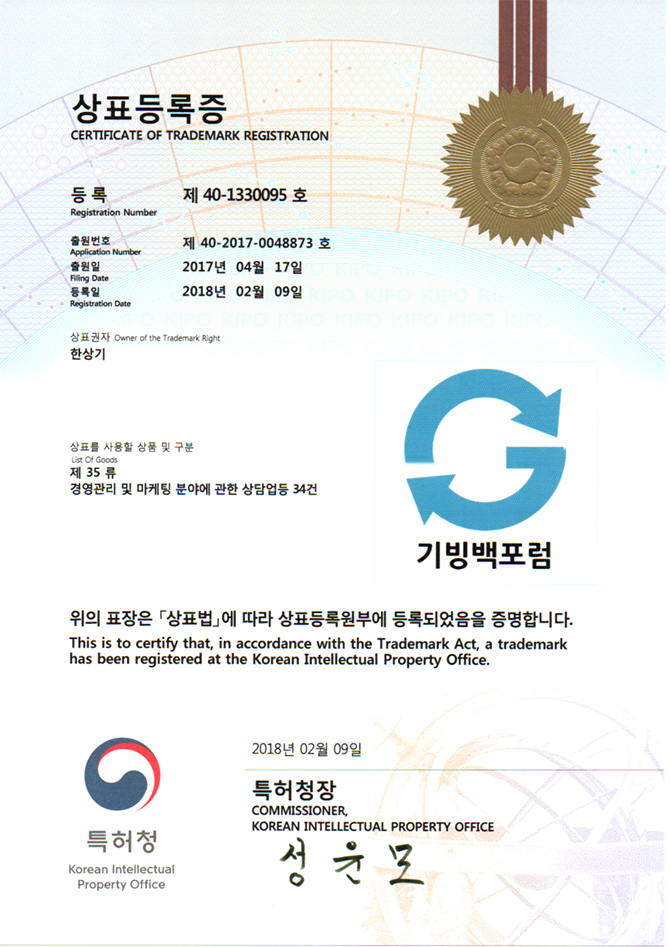 상표등록증
CERTIFICATE OF TRADEMARK REGISTRATION
등 록 제 40-1330095 호
Registration Number
출원번호 제 40-2017-0048873 호
Application Number
출원일 2017년 04월 17일
Filing Date
등록일 2018년 02월 09일
Registration Date
KIPO KIPO KIPO KIPO KIPO
상표권자 Owner of the Trademark Right
한상기
상표를 사용할 상품 및 구분
List Of Goods
제 35 류
경영관리 및 마케팅 분야에 관한 상담업등 34건
기빙백포럼
위의 표장은 「상표법」에 따라 상표등록원부에 등록되었음을 증명합니다.
This is to certify that, in accordance with the Trademark Act, a trademark
has been registered at the Korean Intellectual Property Office.
2018년 02월 09일
특허청장
COMMISSIONER,
KOREAN INTELLECTUAL PROPERTY OFFICE
성윤모
특허청
Korean Intellectual
Property Office